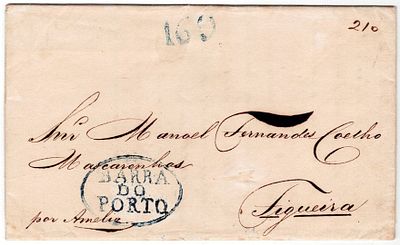 160
210
Snr. Manoel Fernandes Coelho
Mascarenhas
BARRA
DO
PORTO
por Amelia
Figueira